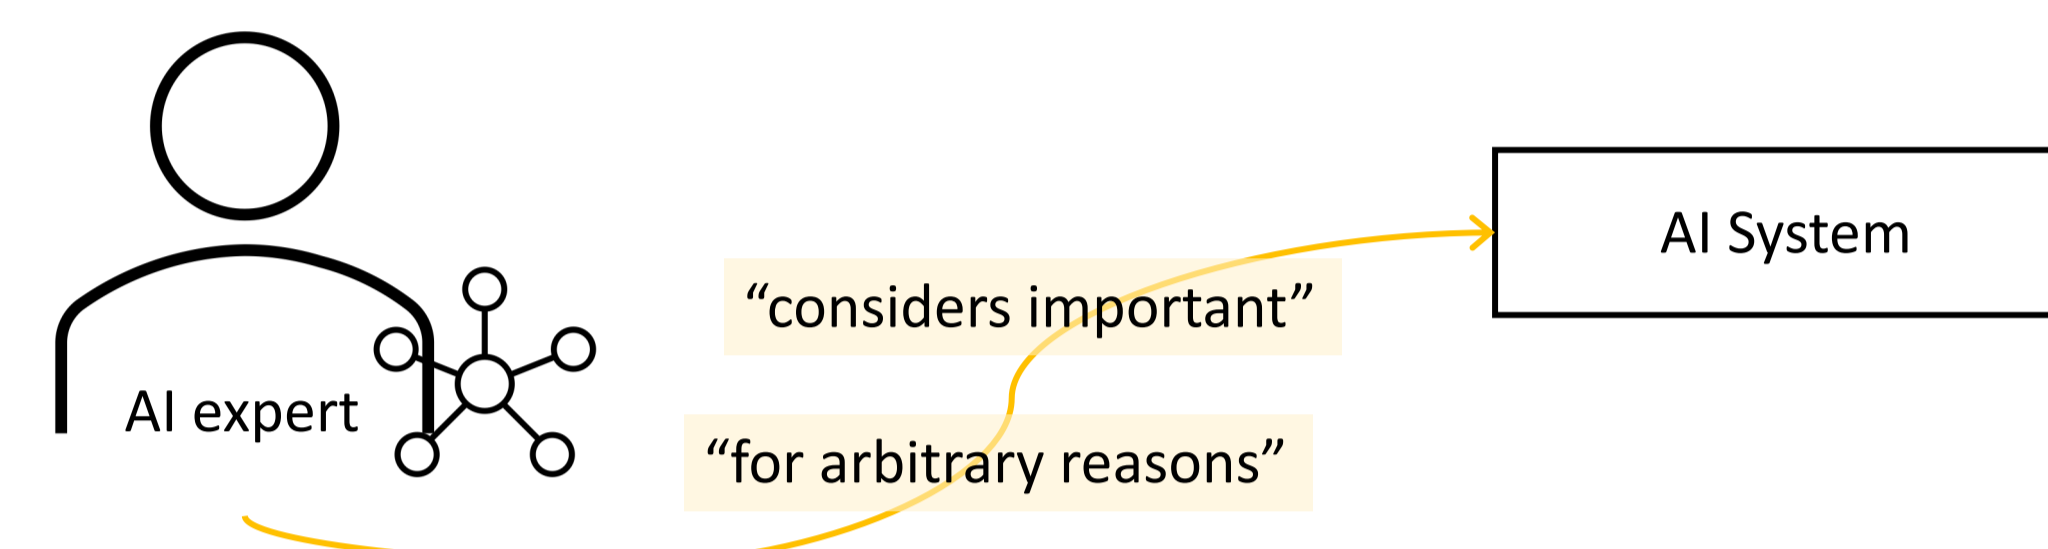 AI System
“considers important”
AI expert
“for arbitrary reasons”